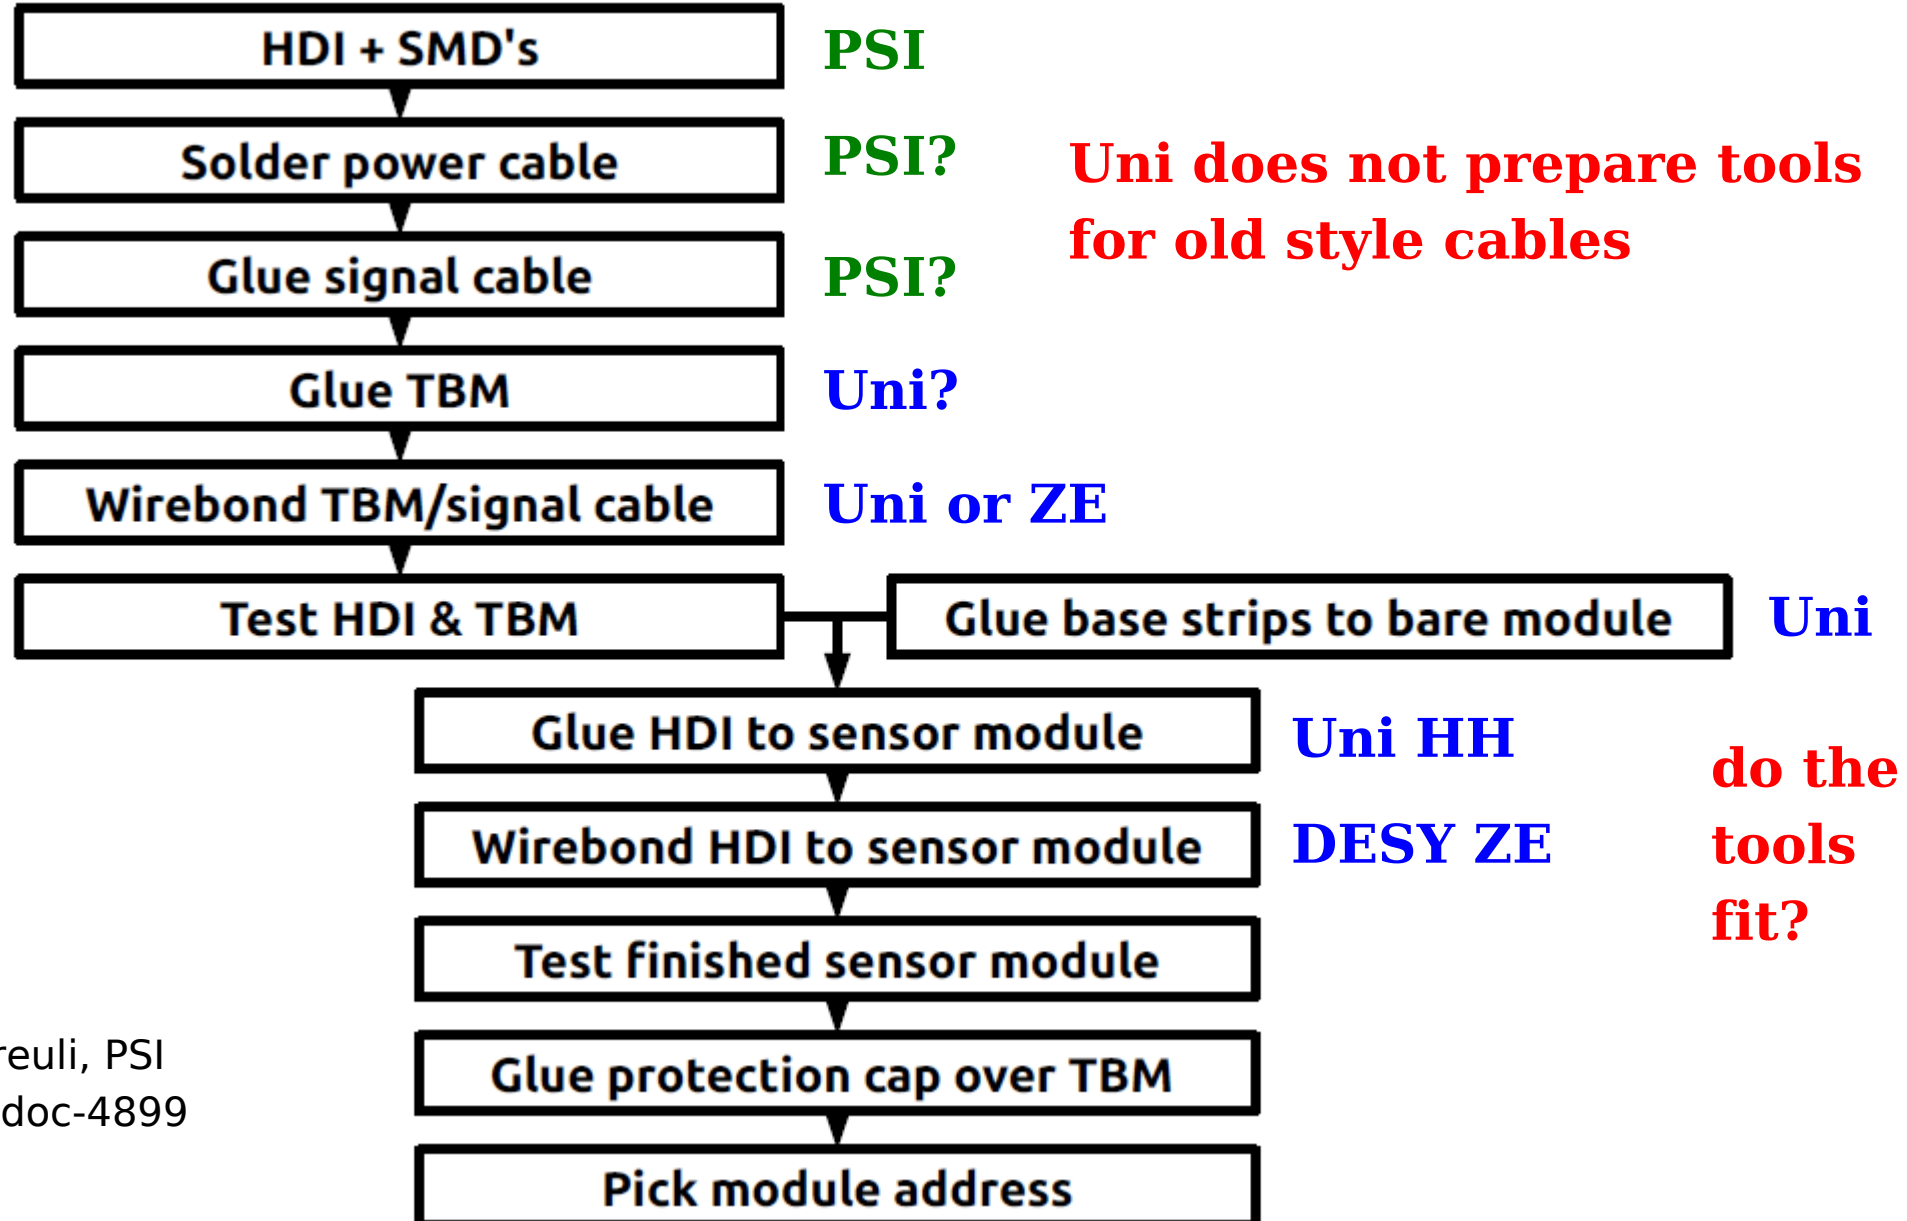 HDI + SMD's PSI
Solder power cable PSI?
Uni does not prepare tools
for old style cables
Glue signal cable PSI?
Glue TBM Uni?
Wirebond TBM/signal cable Uni or ZE
Test HDI & TBM
Glue base strips to bare module Uni
Glue HDI to sensor module Uni HH
Wirebond HDI to sensor module DESY ZE
do the
tools
fit?
Test finished sensor module
Glue protection cap over TBM
Pick module address
reuli, PSI
doc-4899